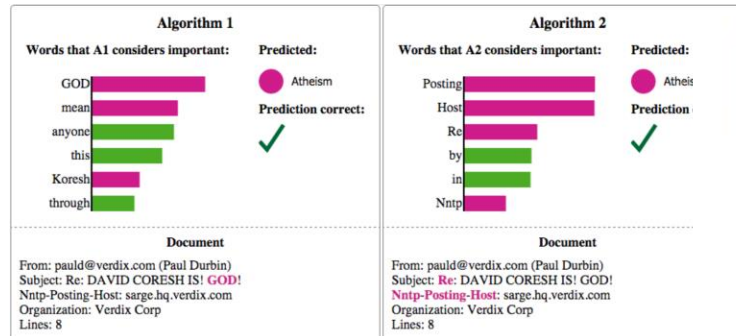 Algorithm 1
Words that A1 considers important:
Predicted:
GOD
mean
anyone
this
Koresh
through
Atheism
Prediction correct:
Document
From: pauld@verdix.com (Paul Durbin)
Subject: Re: DAVID CORESH IS! GOD!
Nntp-Posting-Host: sarge.hq.verdix.com
Organization: Verdix Corp
Lines: 8
Algorithm 2
Words that A2 considers important:
Predicted:
Posting
Host
Re
by
in
Nntp
Atheis
Prediction
Document
From: pauld@verdix.com (Paul Durbin)
Subject: Re: DAVID CORESH IS! GOD!
Nntp-Posting-Host: sarge.hq.verdix.com
Organization: Verdix Corp
Lines: 8